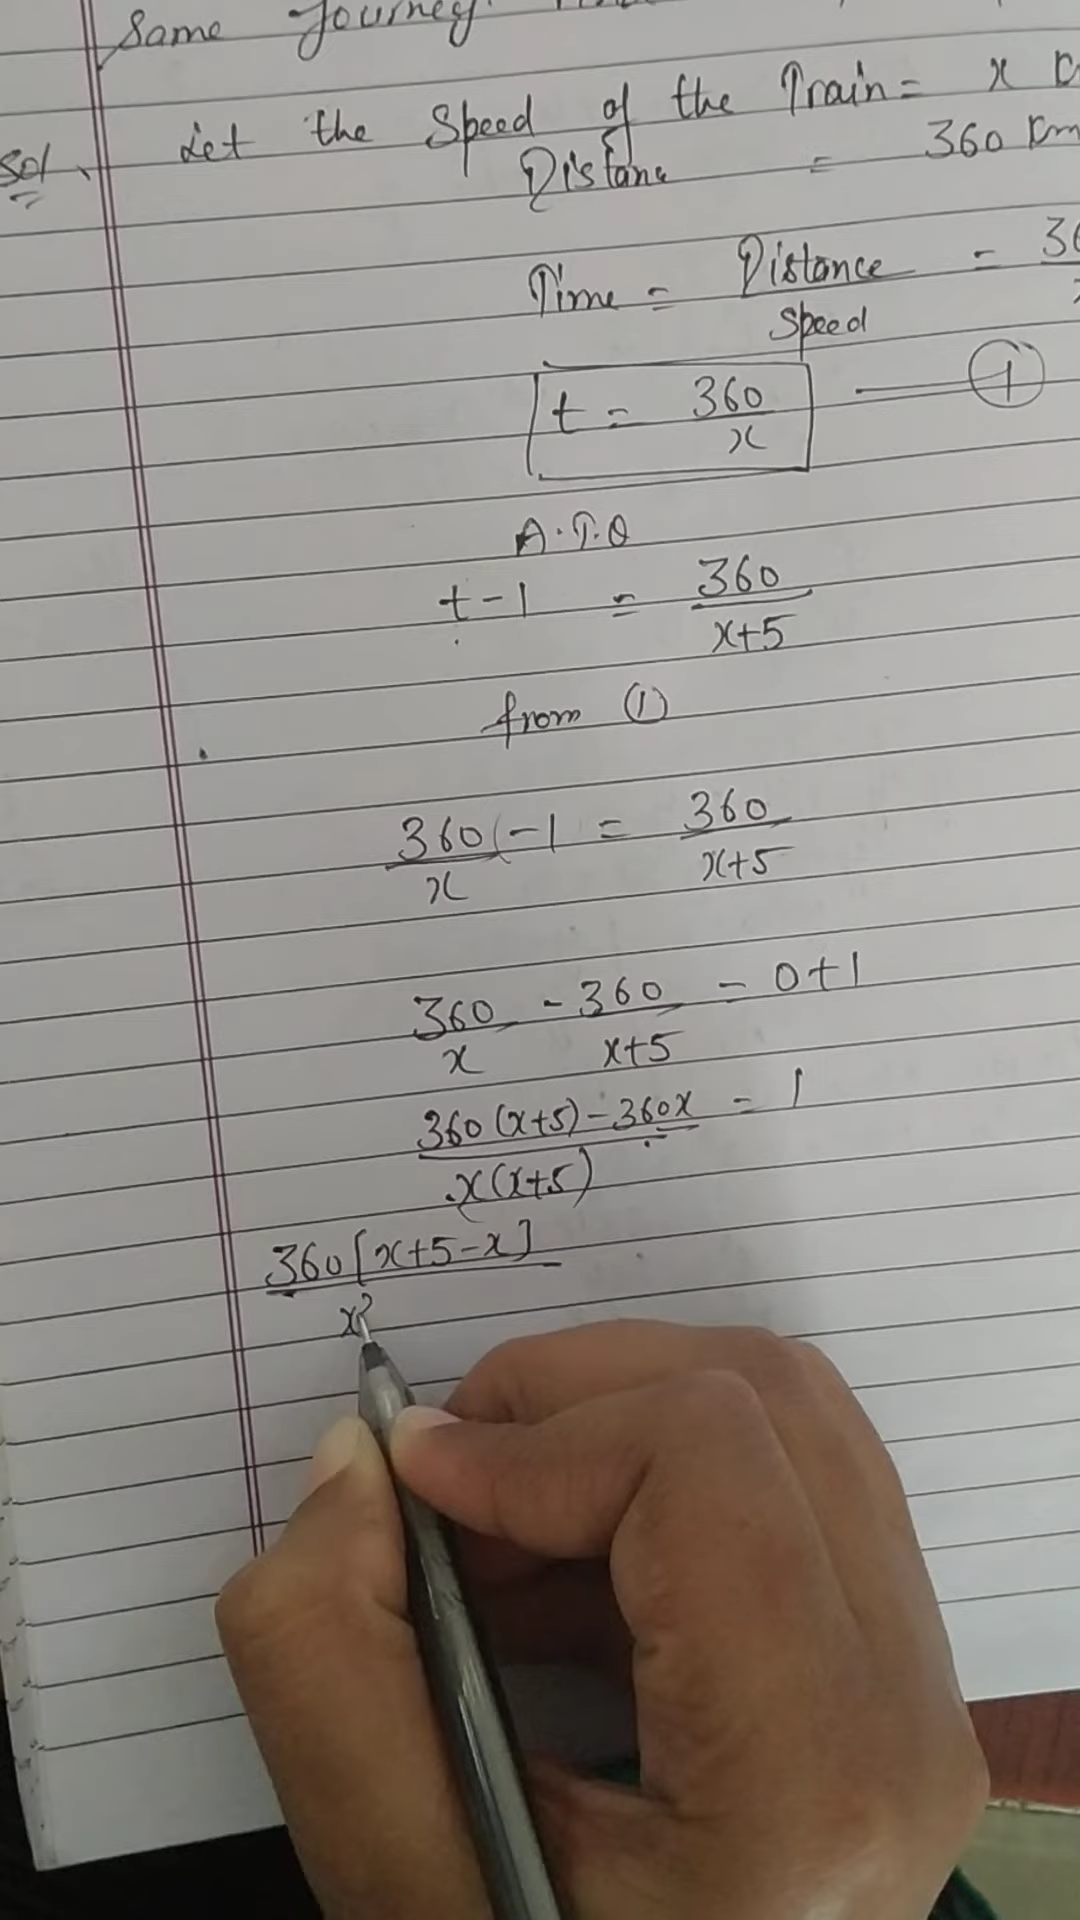 Same Journey.
Sol. Let the Speed of the Train = x
Distanc = 360 Km
Time = Distance/Speed = 36
t = 360/x — 1
A.T.Q
t-1 = 360/x+5
from (1)
360/x -1 = 360/x+5
360/x - 360/x+5 = 0+1
360(x+5)-360x/x(x+5) = 1
360[x+5-x]/x²